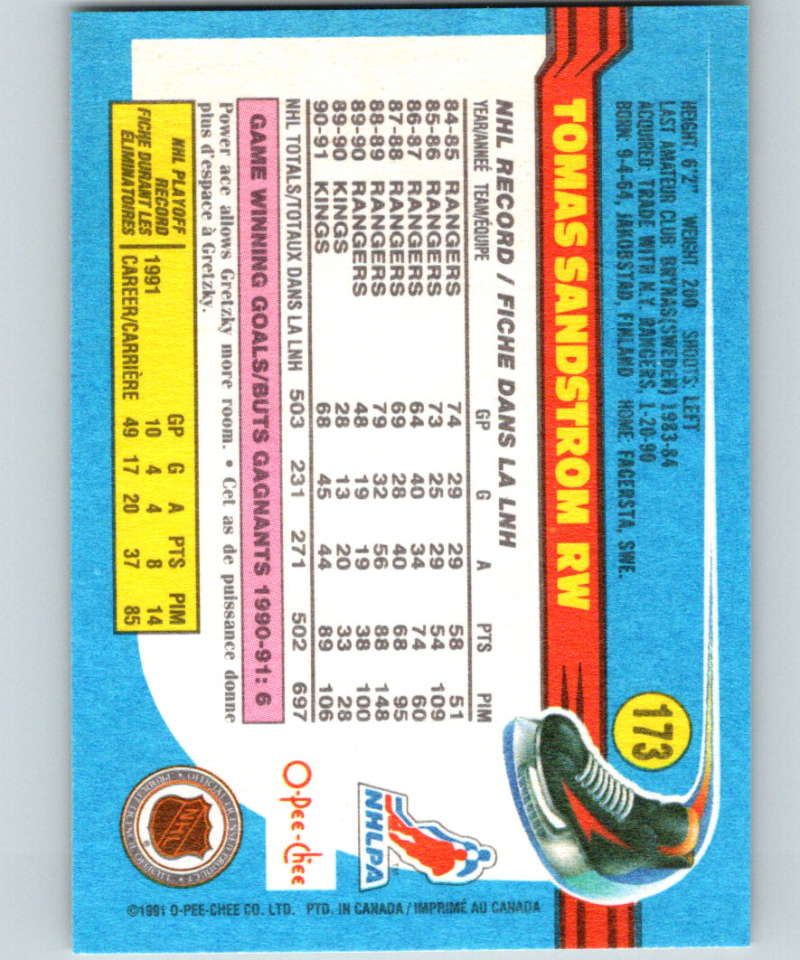 173
HEIGHT: 6'2" WEIGHT: 200 SHOOTS: LEFT
LAST AMATEUR CLUB: BRYNAS(SWEDEN) 1983-84
ACQUIRED: TRADE WITH N.Y. RANGERS, 1-20-90
BORN: 9-4-64, JAKOBSTAD, FINLAND HOME: FAGERSTA, SWE.
TOMAS SANDSTROM RW
NHL RECORD / FICHE DANS LA LNH
YEAR/ANNÉE TEAM/ÉQUIPE GP G A PTS PIM
84-85 RANGERS 74 29 29 58 51
85-86 RANGERS 73 25 29 54 109
86-87 RANGERS 64 40 34 74 60
87-88 RANGERS 69 28 40 68 95
88-89 RANGERS 79 32 56 88 148
89-90 RANGERS 48 19 19 38 100
89-90 KINGS 28 13 20 33 28
90-91 KINGS 68 45 44 89 106
NHL TOTALS/TOTAUX DANS LA LNH 503 231 271 502 697
GAME WINNING GOALS/BUTS GAGNANTS 1990-91: 6
Power ace allows Gretzky more room. • Cet as de puissance donne
plus d'espace à Gretzky.
NHL PLAYOFF
RECORD
FICHE DURANT LES
ÉLIMINATOIRES
GP G A PTS PIM
1991 10 4 4 8 14
CAREER/CARRIÈRE 49 17 20 37 85
NHLPA
TM
O-Pee-Chee
NHL
©1991 O-PEE-CHEE CO. LTD. PTD. IN CANADA / IMPRIMÉ AU CANADA